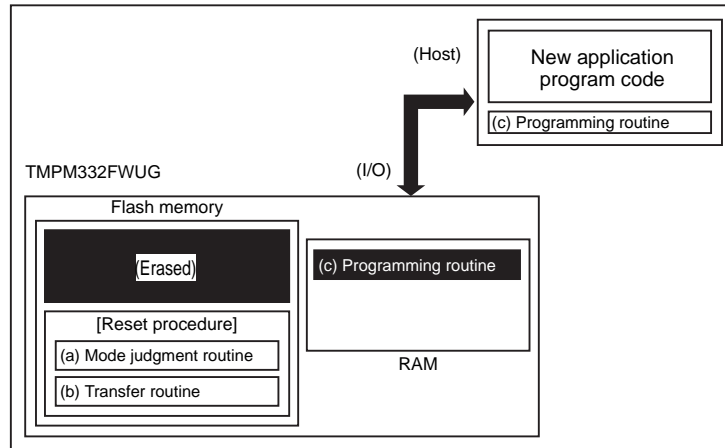 (Host)
New application
program code
(c) Programming routine
TMPM332FWUG
(I/O)
Flash memory
(Erased)
(c) Programming routine
[Reset procedure]
(a) Mode judgment routine
(b) Transfer routine
RAM